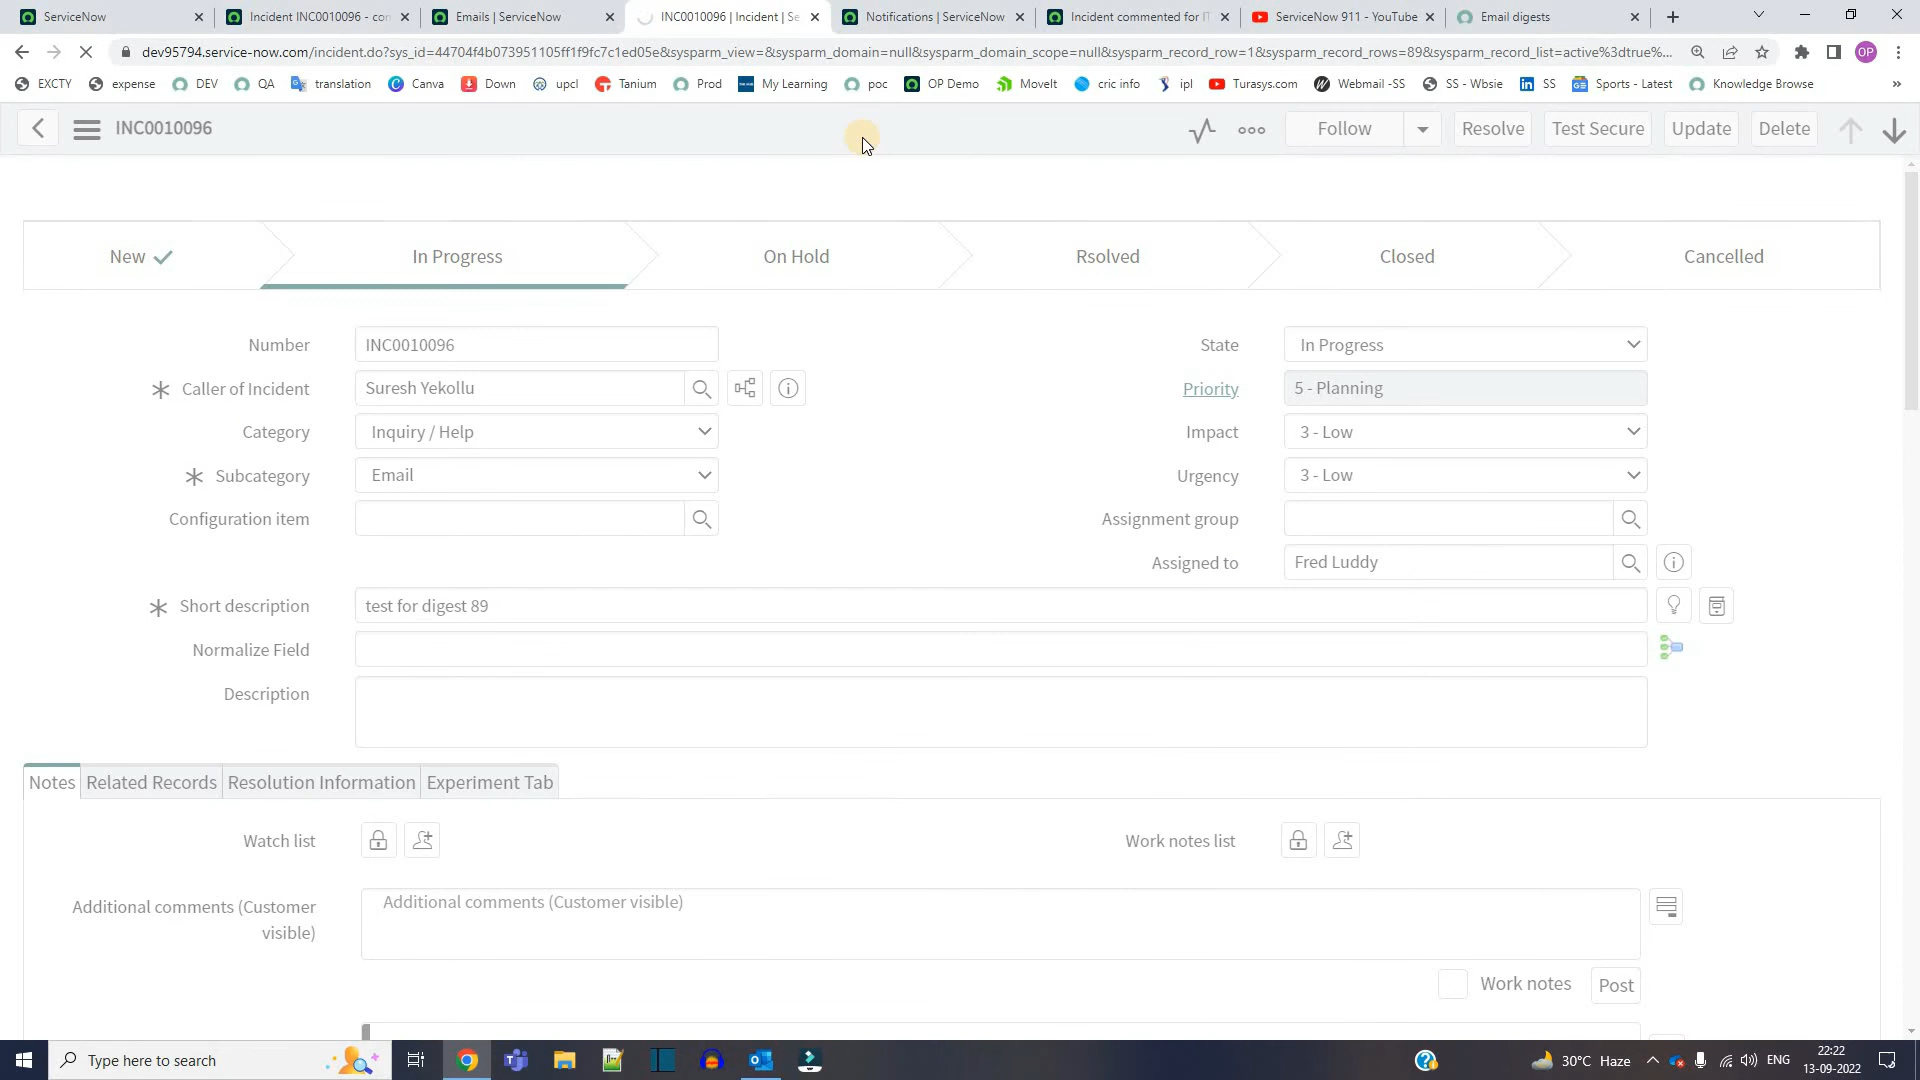 ServiceNow
Incident INC0010096 - con
Emails | ServiceNow
INC0010096 | Incident | Se
Notifications | ServiceNow
Incident commented for IT
ServiceNow 911 - YouTube
Email digests
dev95794.service-now.com/incident.do?sys_id=44704f4b073951105ff1f9fc7c1ed05e&sysparm_view=&sysparm_domain=null&sysparm_domain_scope=null&sysparm_record_row=1&sysparm_record_rows=89&sysparm_record_list=active%3dtrue%...
OP
EXCTY
expense
DEV
QA
translation
Canva
Down
upcl
Tanium
Prod
My Learning
poc
OP Demo
MoveIt
cric info
ipl
Turasys.com
Webmail -SS
SS - Wbsie
SS
Sports - Latest
Knowledge Browse
»
INC0010096
Follow
Resolve
Test Secure
Update
Delete
New
In Progress
On Hold
Rsolved
Closed
Cancelled
Number
INC0010096
State
In Progress
Caller of Incident
Suresh Yekollu
Priority
5 - Planning
Category
Inquiry / Help
Impact
3 - Low
Subcategory
Email
Urgency
3 - Low
Configuration item
Assignment group
Assigned to
Fred Luddy
Short description
test for digest 89
Normalize Field
Description
Notes
Related Records
Resolution Information
Experiment Tab
Watch list
Work notes list
Additional comments (Customer
visible)
Additional comments (Customer visible)
Work notes
Post
Type here to search
30°C Haze
ENG
22:22
13-09-2022